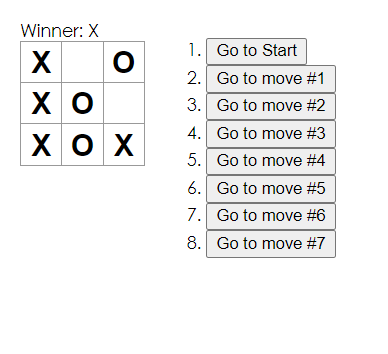 Winner: X
X O
X O
X O X
1. Go to Start
2. Go to move #1
3. Go to move #2
4. Go to move #3
5. Go to move #4
6. Go to move #5
7. Go to move #6
8. Go to move #7